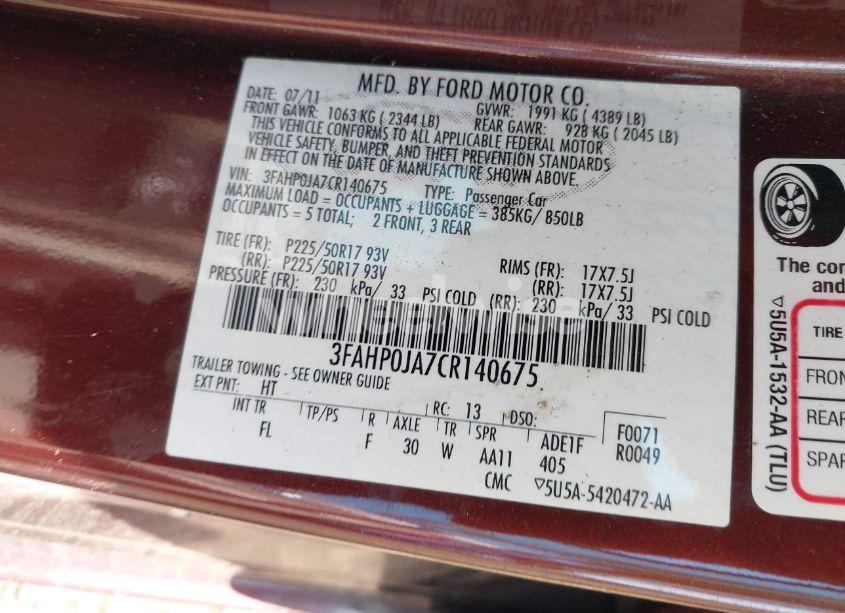 MFD. BY FORD MOTOR CO.
DATE: 07/11
GVWR: 1991 KG ( 4389 LB)
FRONT GAWR: 1063 KG ( 2344 LB)
REAR GAWR: 928 KG ( 2045 LB)
THIS VEHICLE CONFORMS TO ALL APPLICABLE FEDERAL MOTOR
VEHICLE SAFETY, BUMPER, AND THEFT PREVENTION STANDARDS
IN EFFECT ON THE DATE OF MANUFACTURE SHOWN ABOVE.
VIN: 3FAHP0JA7CR140675 TYPE: Passenger Car
MAXIMUM LOAD = OCCUPANTS + LUGGAGE = 385KG/ 850LB
OCCUPANTS = 5 TOTAL; 2 FRONT, 3 REAR
TIRE (FR): P225/50R17 93V RIMS (FR): 17X7.5J
(RR): P225/50R17 93V (RR): 17X7.5J
PRESSURE (FR): 230 kPa/ 33 PSI COLD (RR): 230 kPa/ 33 PSI COLD
3FAHP0JA7CR140675
TRAILER TOWING - SEE OWNER GUIDE
EXT PNT: HT RC: 13 DSO:
INT TR TP/PS R AXLE TR SPR ADE1F F0071
FL F 30 W AA11 405 R0049
CMC ▽5U5A-5420472-AA
The con
and
▽5U5A-1532-AA (TLU)
TIRE
FRON
REAR
SPAR